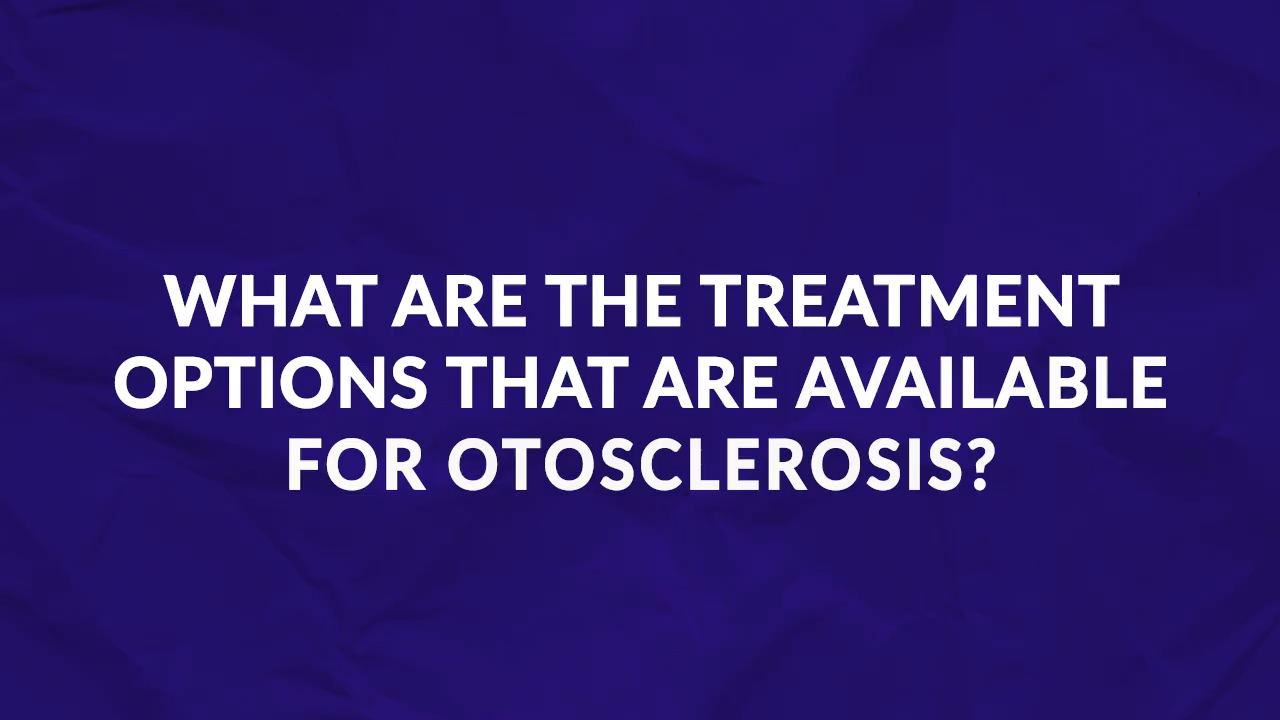 WHAT ARE THE TREATMENT
OPTIONS THAT ARE AVAILABLE
FOR OTOSCLEROSIS?